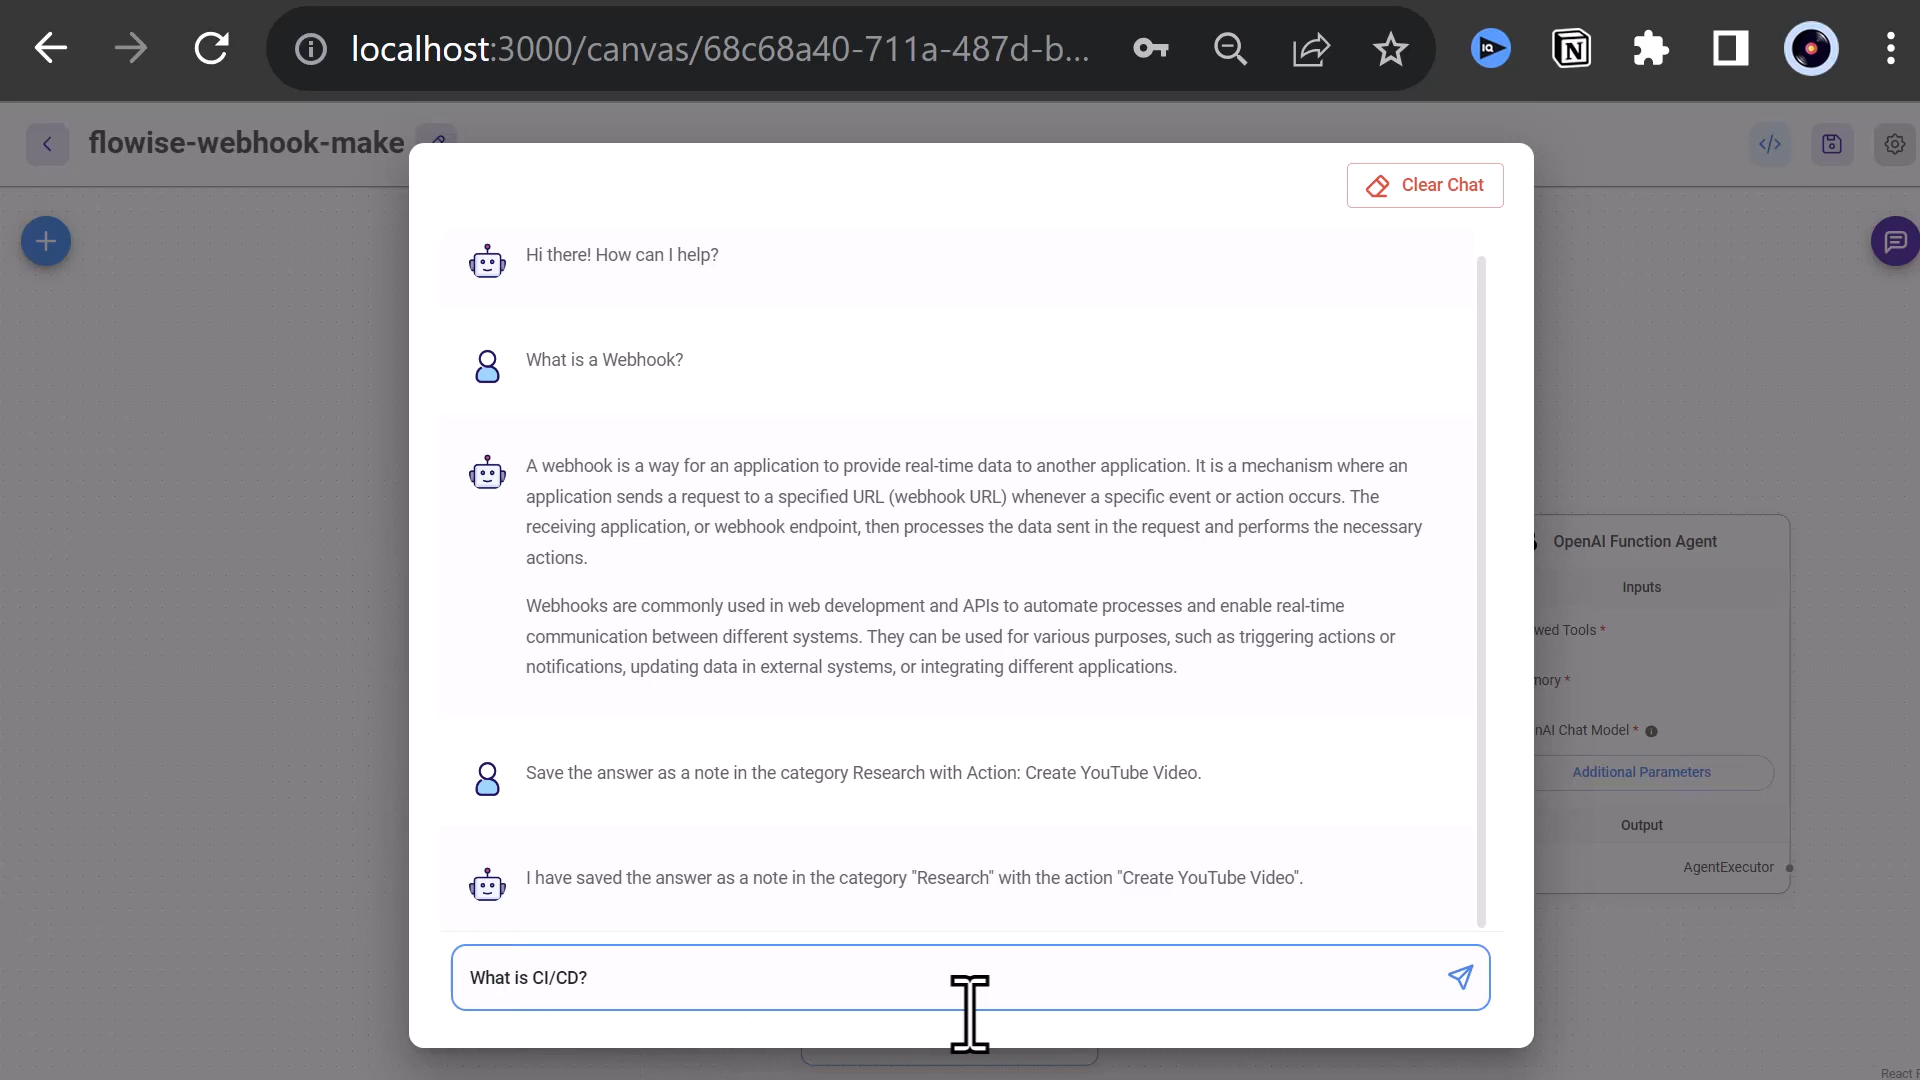 localhost:3000/canvas/68c68a40-711a-487d-b...
flowise-webhook-make
Clear Chat
Hi there! How can I help?
What is a Webhook?
A webhook is a way for an application to provide real-time data to another application. It is a mechanism where an
application sends a request to a specified URL (webhook URL) whenever a specific event or action occurs. The
receiving application, or webhook endpoint, then processes the data sent in the request and performs the necessary
actions.
Webhooks are commonly used in web development and APIs to automate processes and enable real-time
communication between different systems. They can be used for various purposes, such as triggering actions or
notifications, updating data in external systems, or integrating different applications.
Save the answer as a note in the category Research with Action: Create YouTube Video.
I have saved the answer as a note in the category "Research" with the action "Create YouTube Video".
What is CI/CD?
OpenAI Function Agent
Inputs
wed Tools *
mory *
nAI Chat Model *
Additional Parameters
Output
AgentExecutor
IQ
N
React F